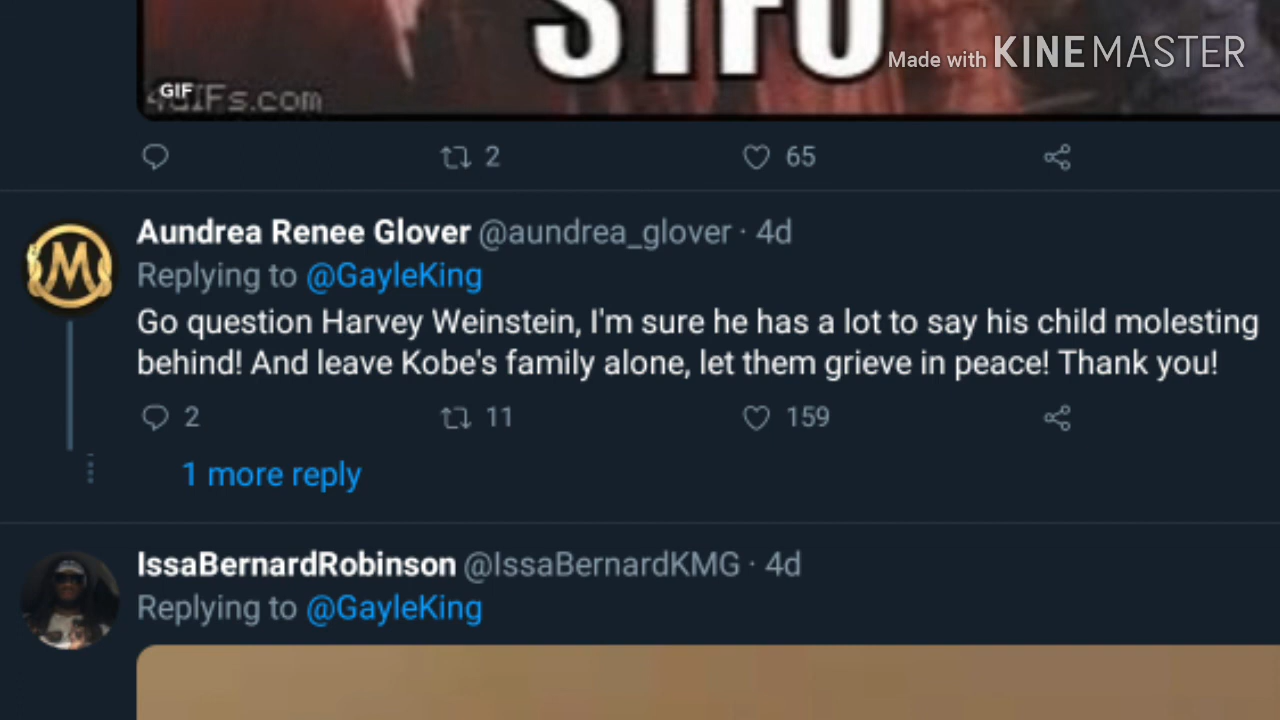 STFU
Made with KINEMASTER
GIF
4GIFs.com
2 65
M
Aundrea Renee Glover @aundrea_glover · 4d
Replying to @GayleKing
Go question Harvey Weinstein, I'm sure he has a lot to say his child molesting
behind! And leave Kobe's family alone, let them grieve in peace! Thank you!
2 11 159
1 more reply
IssaBernardRobinson @IssaBernardKMG · 4d
Replying to @GayleKing